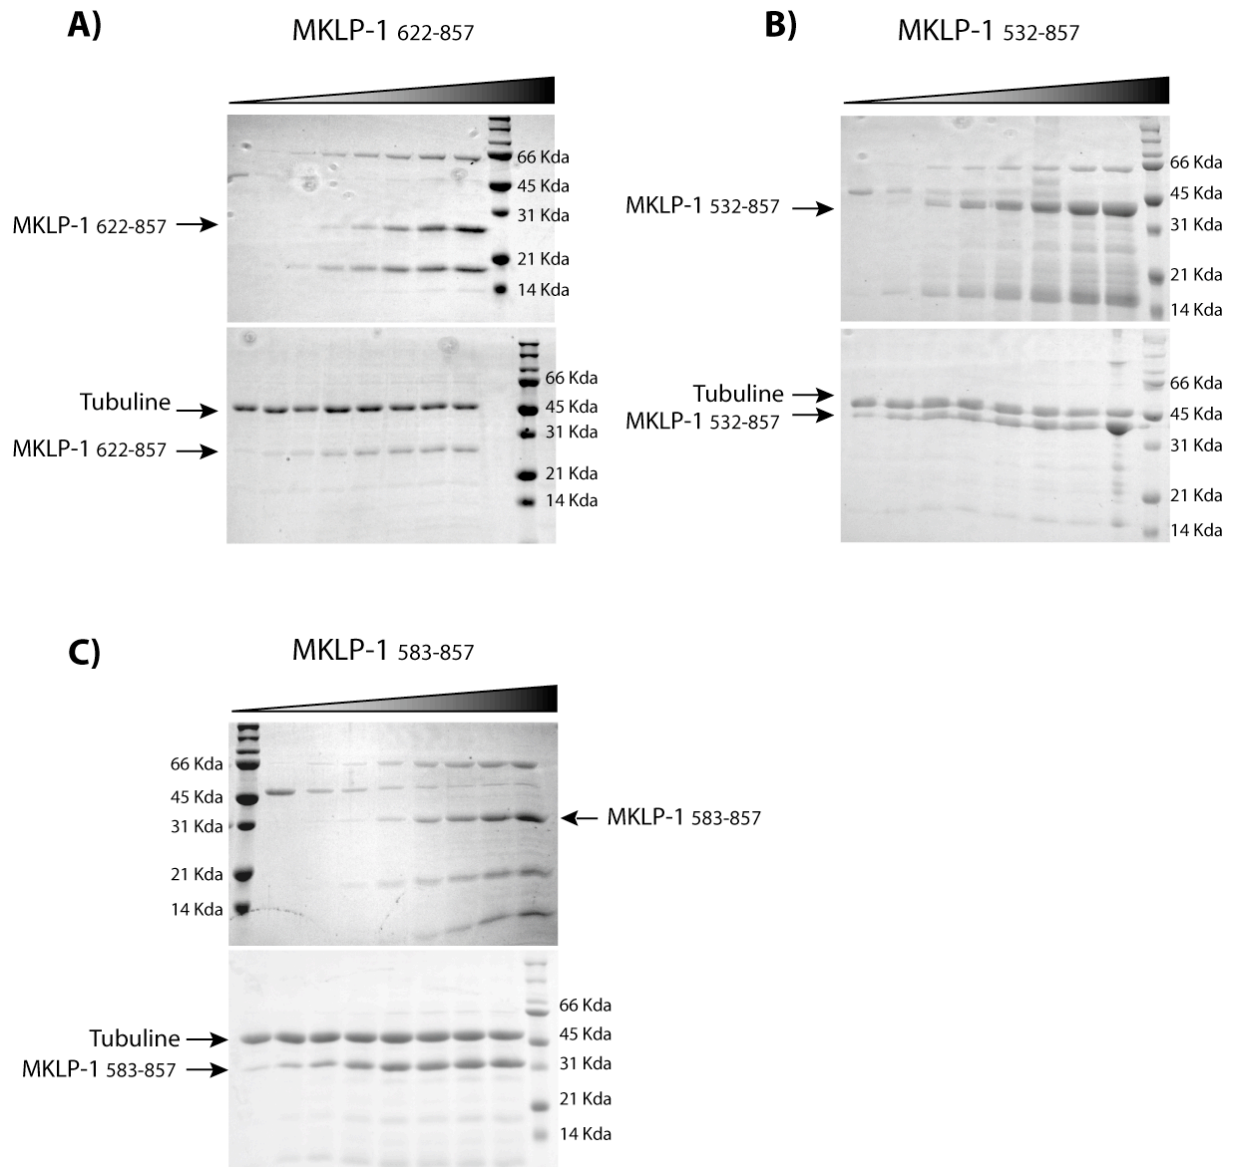 A)
MKLP-1 622-857
66 Kda
45 Kda
31 Kda
21 Kda
14 Kda
MKLP-1 622-857
66 Kda
45 Kda
31 Kda
21 Kda
14 Kda
Tubuline
MKLP-1 622-857
B)
MKLP-1 532-857
66 Kda
45 Kda
31 Kda
21 Kda
14 Kda
MKLP-1 532-857
66 Kda
45 Kda
31 Kda
21 Kda
14 Kda
Tubuline
MKLP-1 532-857
C)
MKLP-1 583-857
66 Kda
45 Kda
31 Kda
21 Kda
14 Kda
MKLP-1 583-857
Tubuline
MKLP-1 583-857
66 Kda
45 Kda
31 Kda
21 Kda
14 Kda